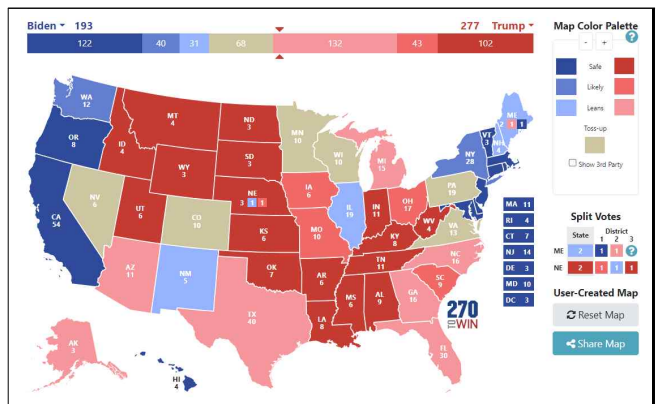 Biden 193
277 Trump
122 40 31 68 132 43 102
WA
12
OR
8
CA
54
NV
6
ID
4
MT
4
WY
3
UT
6
CO
10
AZ
11
NM
5
ND
3
SD
3
NE
3 1 1
KS
6
OK
7
TX
40
MN
10
IA
6
MO
10
AR
6
LA
8
WI
10
IL
19
MI
15
IN
11
OH
17
KY
8
TN
11
MS
6
AL
9
GA
16
FL
30
SC
9
NC
16
VA
13
WV
4
PA
19
NY
28
VT
3
NH
4
ME
2 1 1
AK
3
HI
4
MA 11
RI 4
CT 7
NJ 14
DE 3
MD 10
DC 3
270
TO WIN
Map Color Palette
- + ?
Safe
Likely
Leans
Toss-up
Show 3rd Party
Split Votes
State District
1 2 3
ME 2 1 1 ?
NE 2 1 1 1
User-Created Map
Reset Map
Share Map